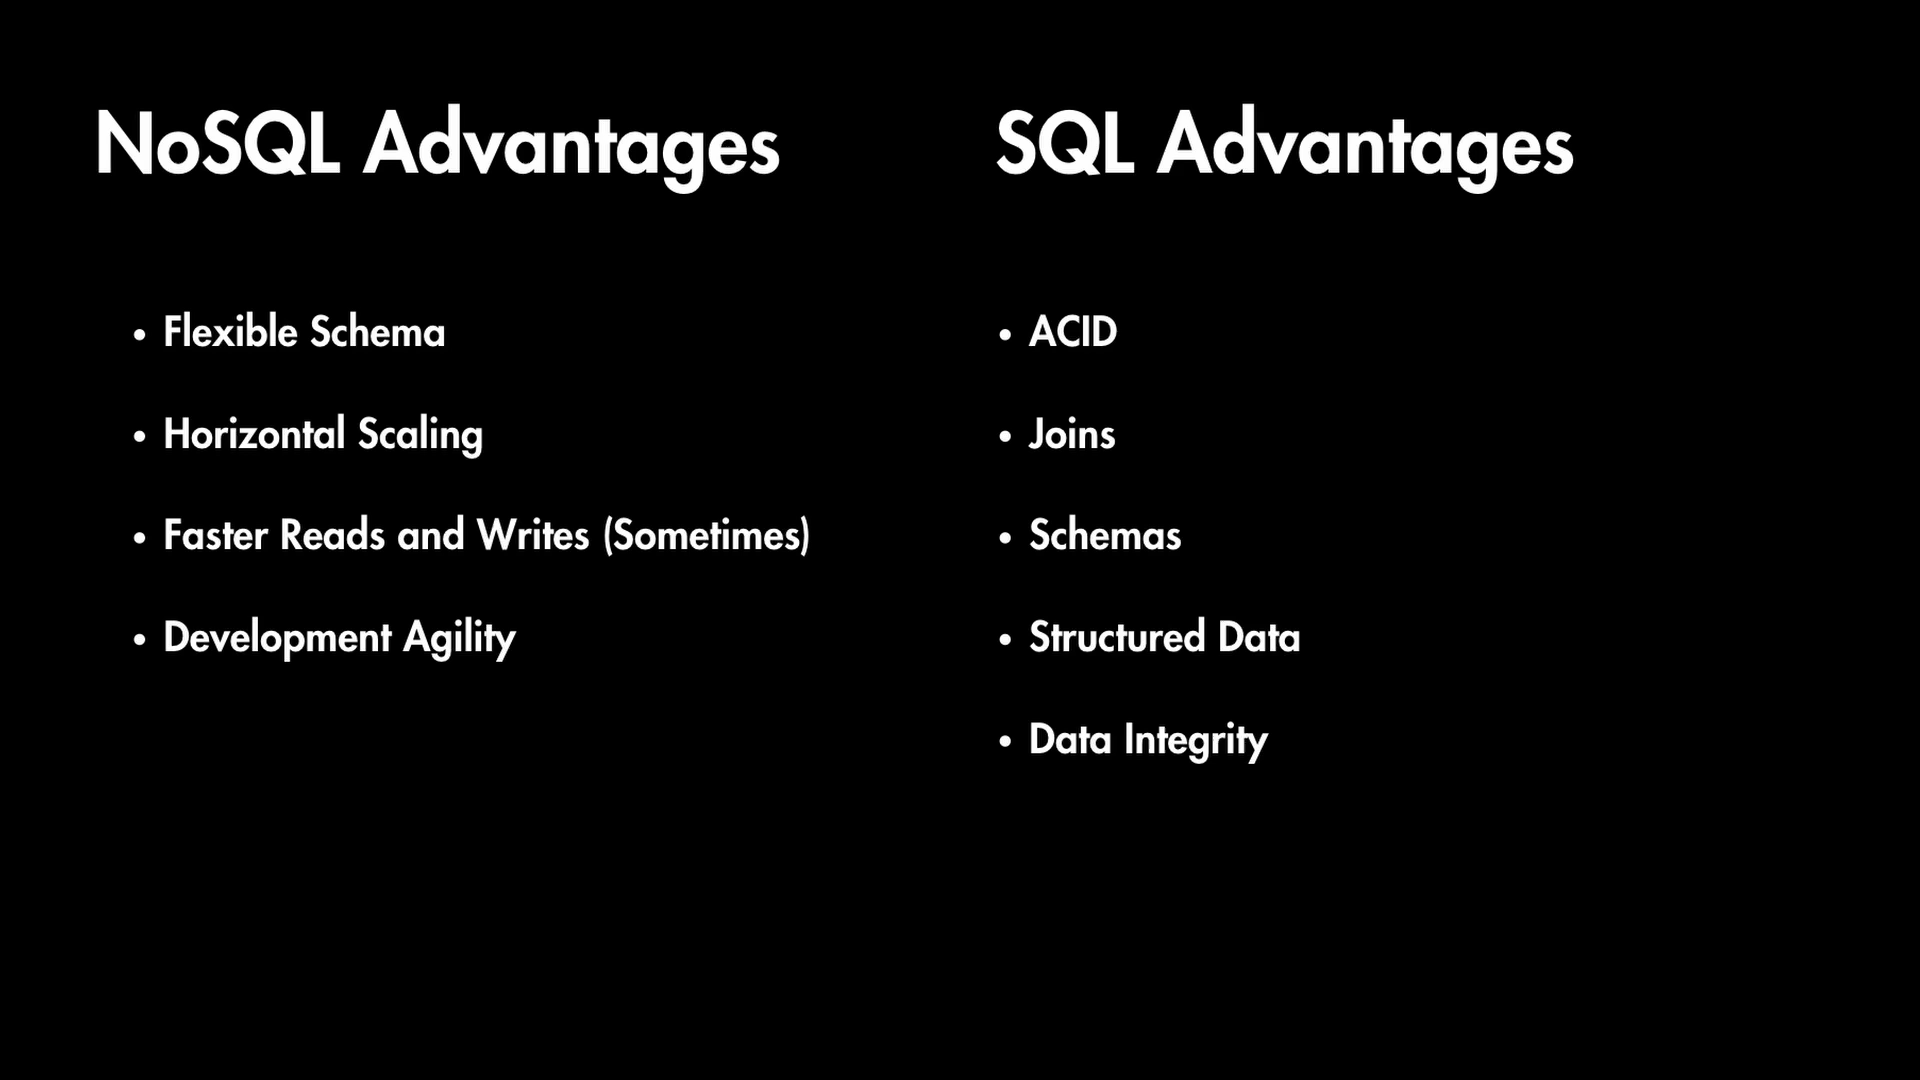 NoSQL Advantages
• Flexible Schema
• Horizontal Scaling
• Faster Reads and Writes (Sometimes)
• Development Agility
SQL Advantages
• ACID
• Joins
• Schemas
• Structured Data
• Data Integrity